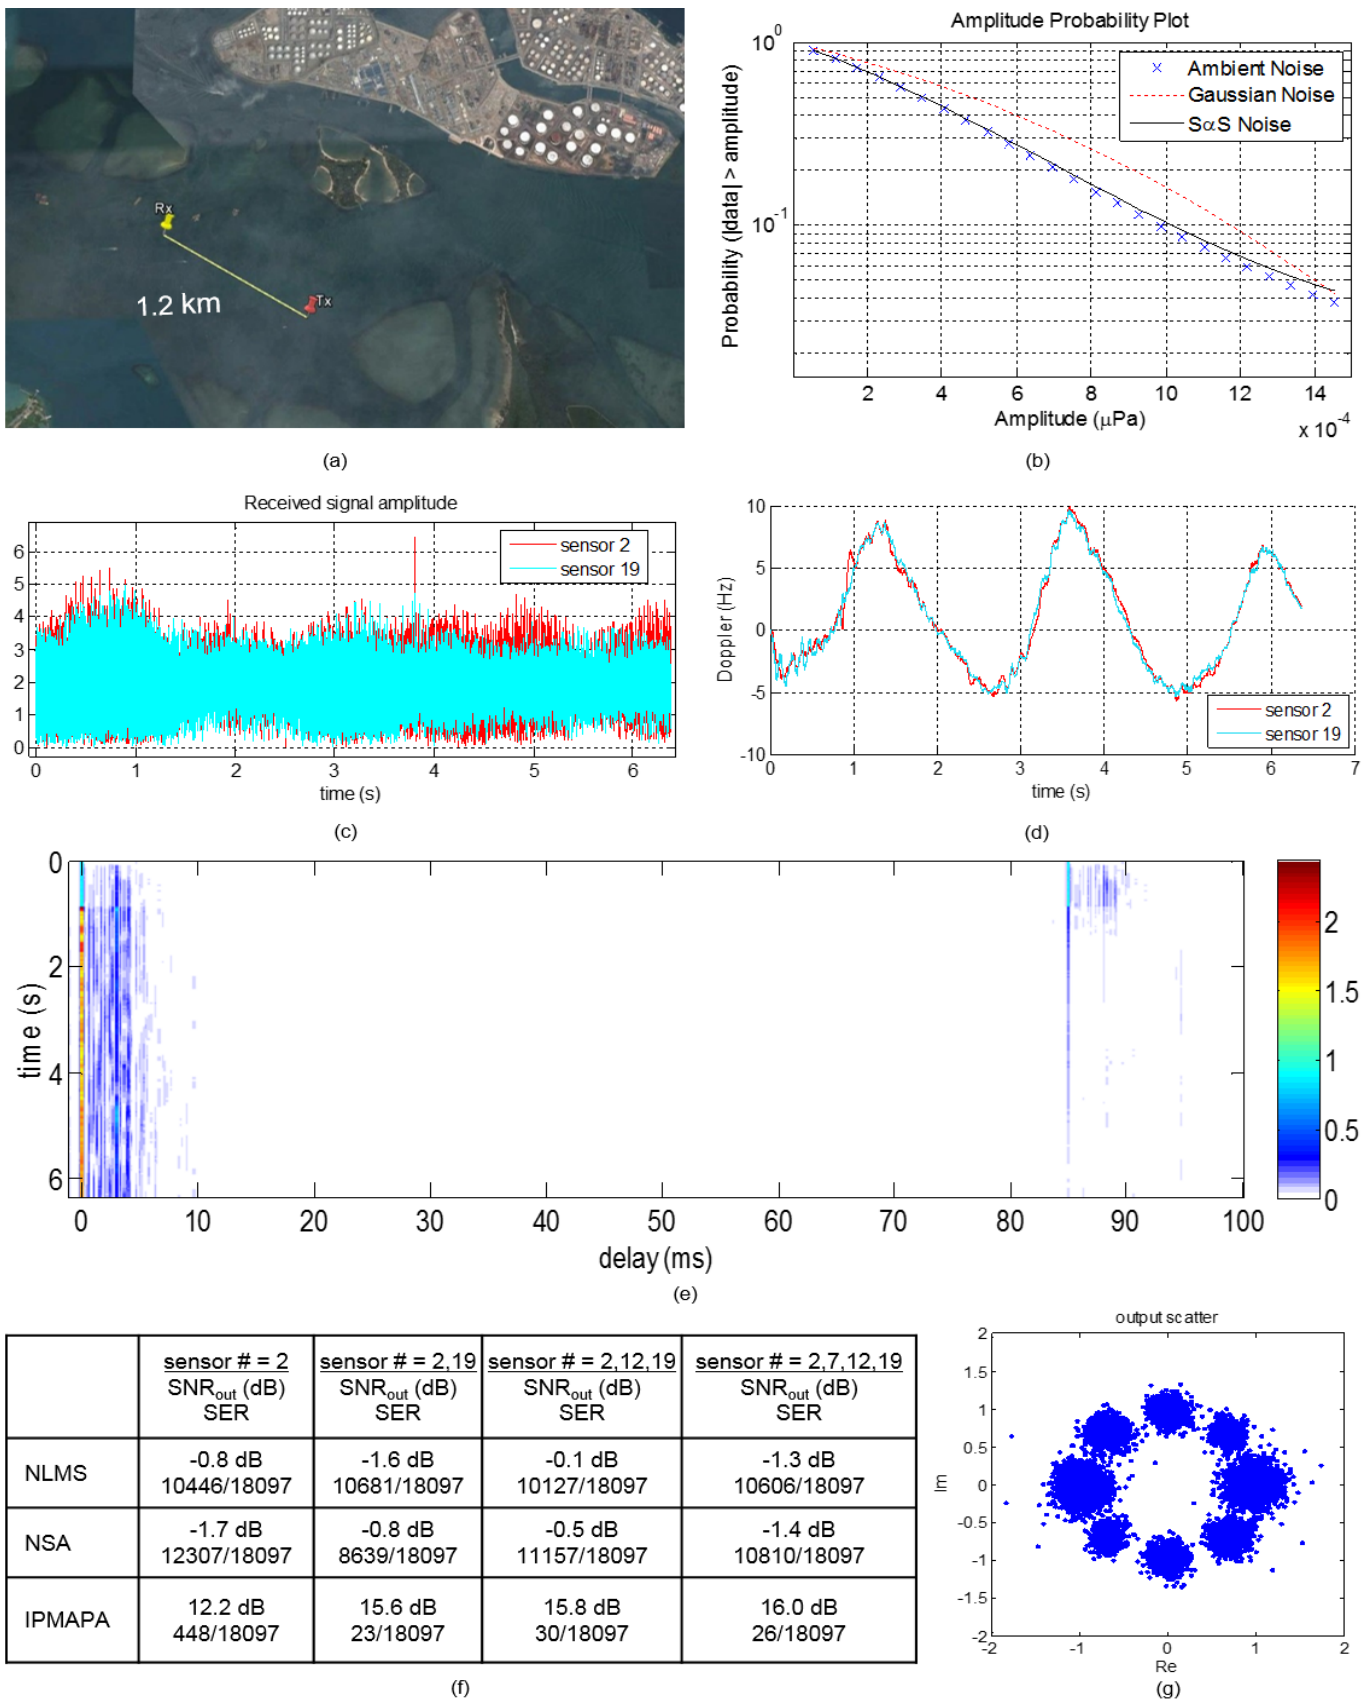 Rx
Tx
1.2 km
(a)
Amplitude Probability Plot
Probability (|data| > amplitude)
10^0
10^-1
Ambient Noise
Gaussian Noise
SαS Noise
2 4 6 8 10 12 14
Amplitude (μPa)
x 10^-4
(b)
Received signal amplitude
sensor 2
sensor 19
6
5
4
3
2
1
0
0 1 2 3 4 5 6
time (s)
(c)
Doppler (Hz)
10
5
0
-5
-10
sensor 2
sensor 19
0 1 2 3 4 5 6 7
time (s)
(d)
time (s)
0
2
4
6
0 10 20 30 40 50 60 70 80 90 100
delay (ms)
2
1.5
1
0.5
0
(e)
sensor # = 2
SNRout (dB)
SER
sensor # = 2,19
SNRout (dB)
SER
sensor # = 2,12,19
SNRout (dB)
SER
sensor # = 2,7,12,19
SNRout (dB)
SER
NLMS
-0.8 dB
10446/18097
-1.6 dB
10681/18097
-0.1 dB
10127/18097
-1.3 dB
10606/18097
NSA
-1.7 dB
12307/18097
-0.8 dB
8639/18097
-0.5 dB
11157/18097
-1.4 dB
10810/18097
IPMAPA
12.2 dB
448/18097
15.6 dB
23/18097
15.8 dB
30/18097
16.0 dB
26/18097
(f)
output scatter
Im
2
1.5
1
0.5
0
-0.5
-1
-1.5
-2
-2 -1 0 1 2
Re
(g)